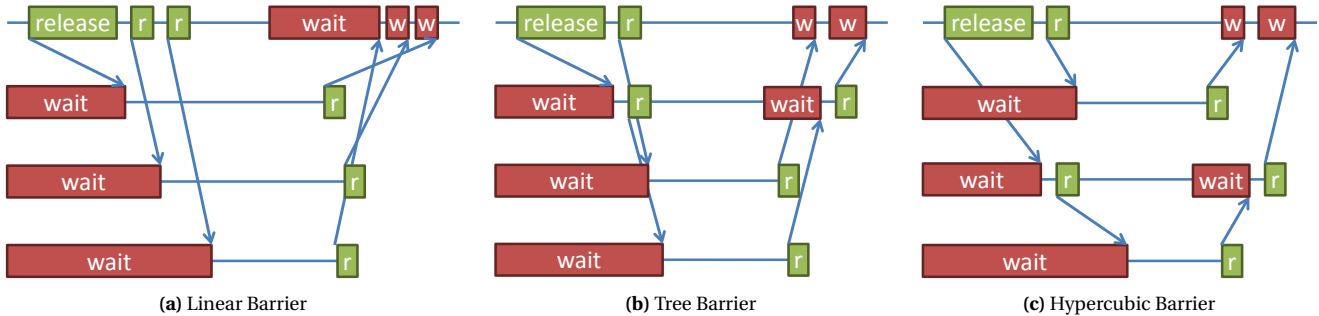 release r r wait w w
wait r
wait r
wait r
(a) Linear Barrier
release r w w
wait r wait r
wait r
wait r
(b) Tree Barrier
release r w w
wait r
wait r wait r
wait r
(c) Hypercubic Barrier